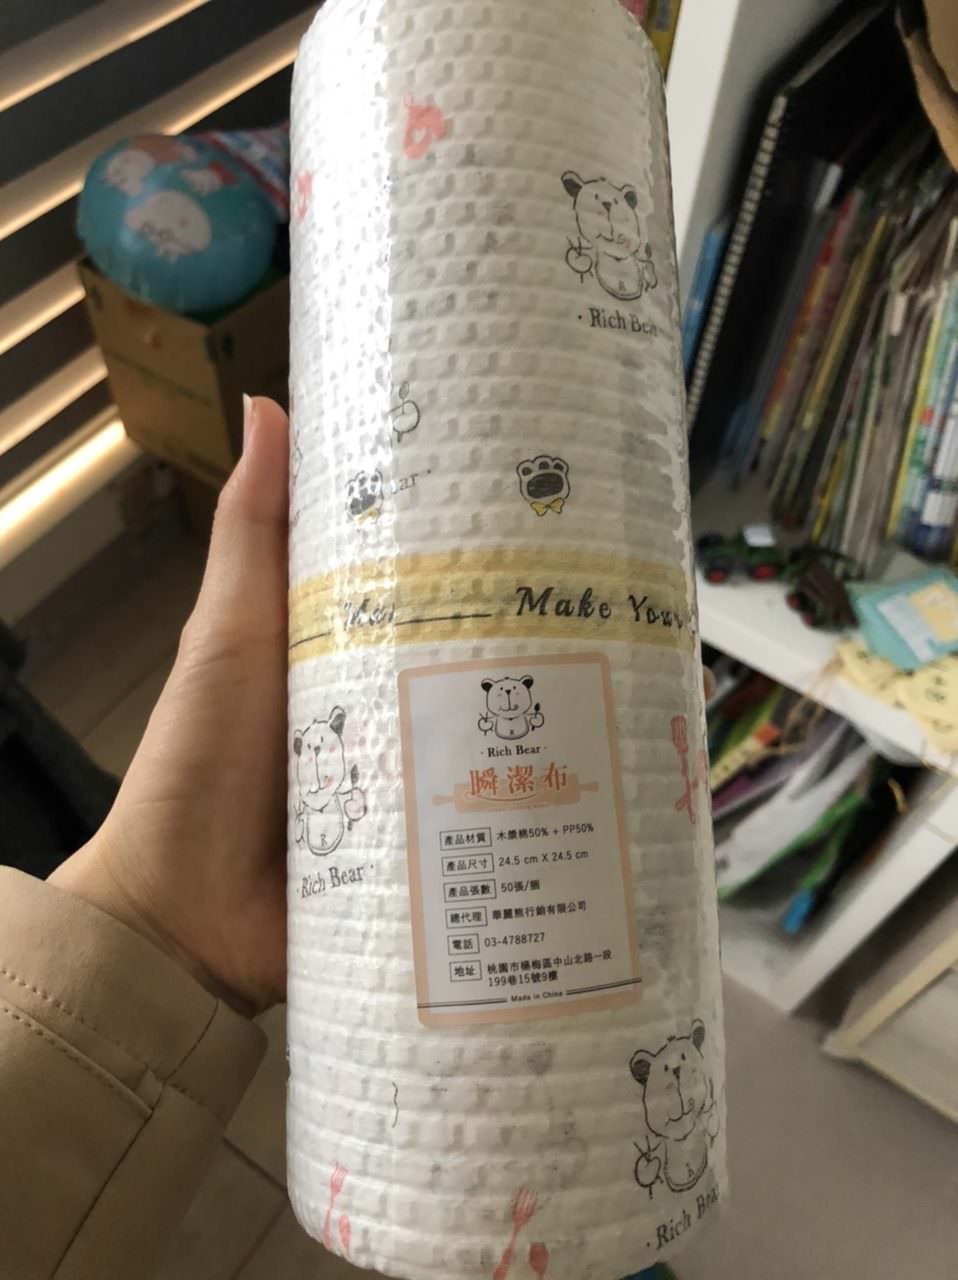 · Rich Bear
ear ·
Make Your
· Rich Bear ·
瞬潔布
產品材質 木漿棉50% + PP50%
產品尺寸 24.5 cm X 24.5 cm
產品張數 50張/捆
總代理 華麗熊行銷有限公司
電話 03-4788727
地址 桃園市楊梅區中山北路一段
199巷15號9樓
Made in China
· Rich Bear ·
· Rich Bear